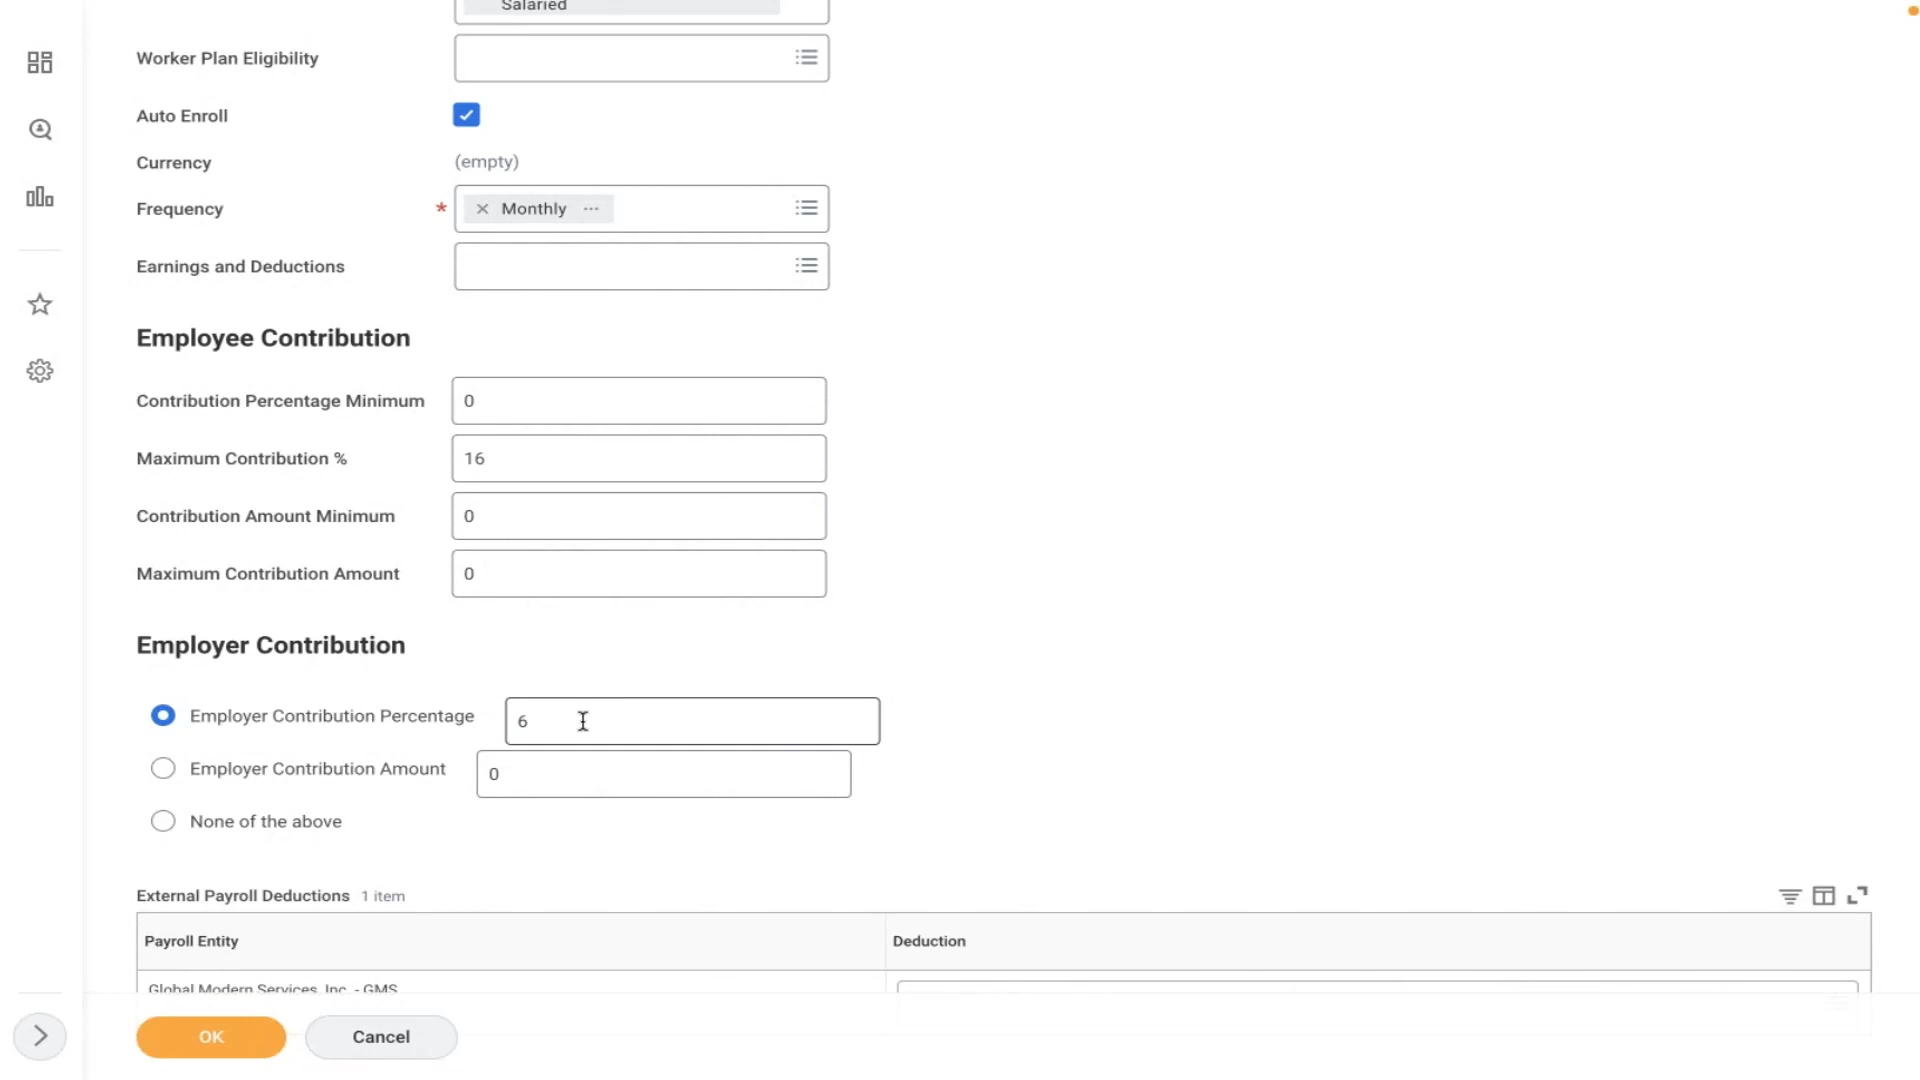 Salaried
Worker Plan Eligibility
Auto Enroll
Currency (empty)
Frequency * Monthly
Earnings and Deductions
Employee Contribution
Contribution Percentage Minimum 0
Maximum Contribution % 16
Contribution Amount Minimum 0
Maximum Contribution Amount 0
Employer Contribution
Employer Contribution Percentage 6
Employer Contribution Amount 0
None of the above
External Payroll Deductions 1 item
Payroll Entity Deduction
Global Modern Services, Inc. - GMS
OK Cancel